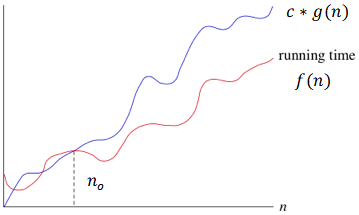 c * g(n)
running time
f(n)
n₀
n